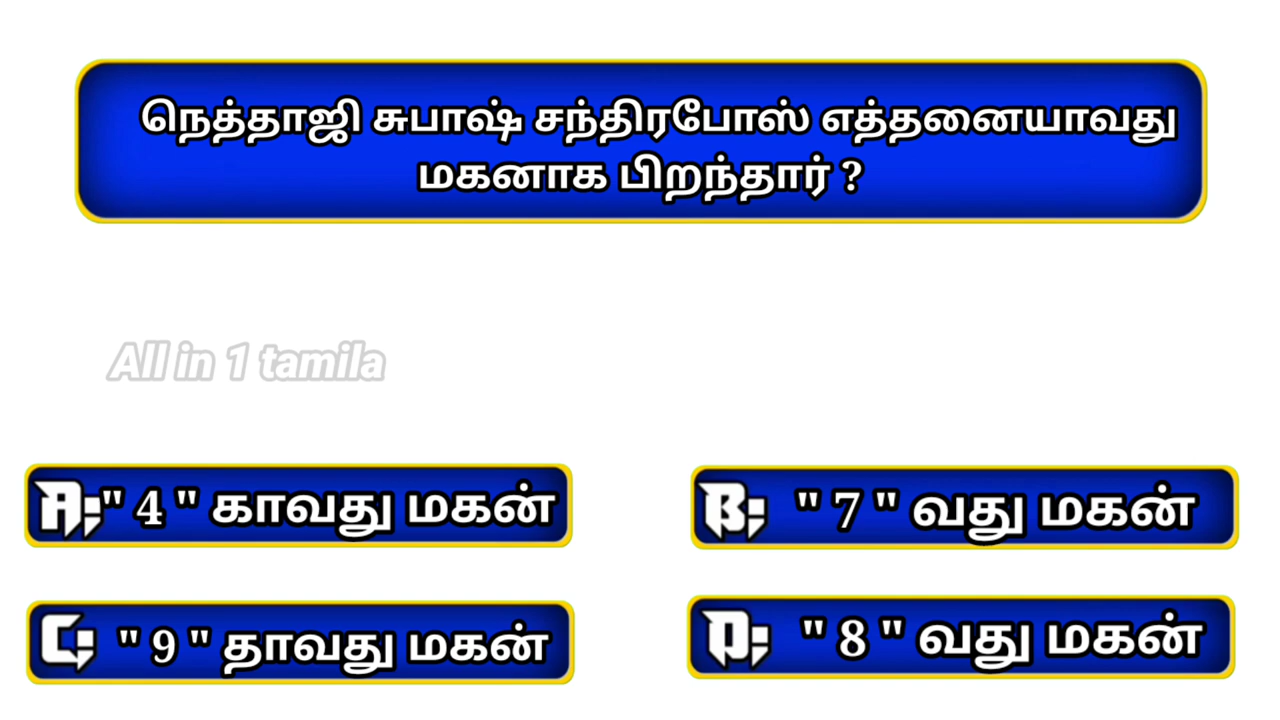 நெத்தாஜி சுபாஷ் சந்திரபோஸ் எத்தனையாவது
மகனாக பிறந்தார் ?
All in 1 tamila
A; " 4 " காவது மகன்
B; " 7 " வது மகன்
C; " 9 " தாவது மகன்
D; " 8 " வது மகன்